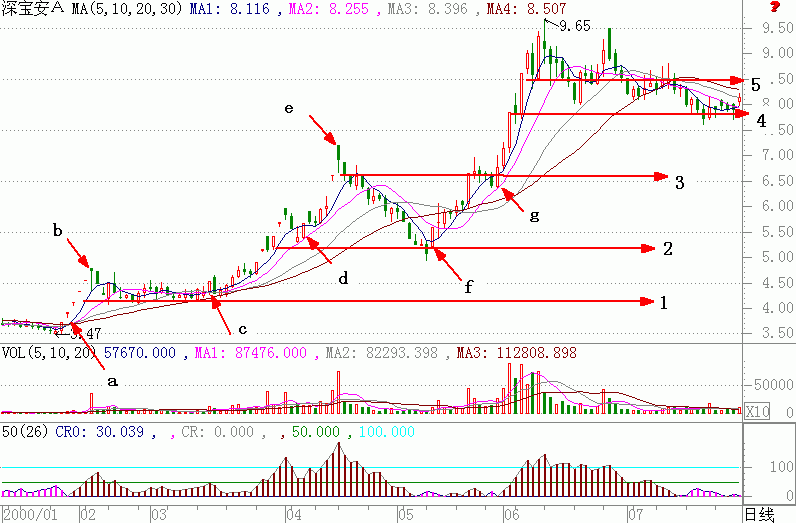 深宝安A MA(5,10,20,30) MA1: 8.116 , MA2: 8.255 , MA3: 8.396 , MA4: 8.507
?
9.65
9.50
9.00
8.50
5
8.00
4
7.50
e
7.00
6.50
3
g
6.00
b
5.50
2
5.00
d
f
4.50
1
4.00
c
3.50
3.47
a
VOL(5,10,20) 57670.000 , MA1: 87476.000 , MA2: 82293.398 , MA3: 112808.898
50000
X10
0
50(26) CR0: 30.039 , , CR: 0.000 , , 50.000 , 100.000
100
0
2000/01 02 03 04 05 06 07 日线